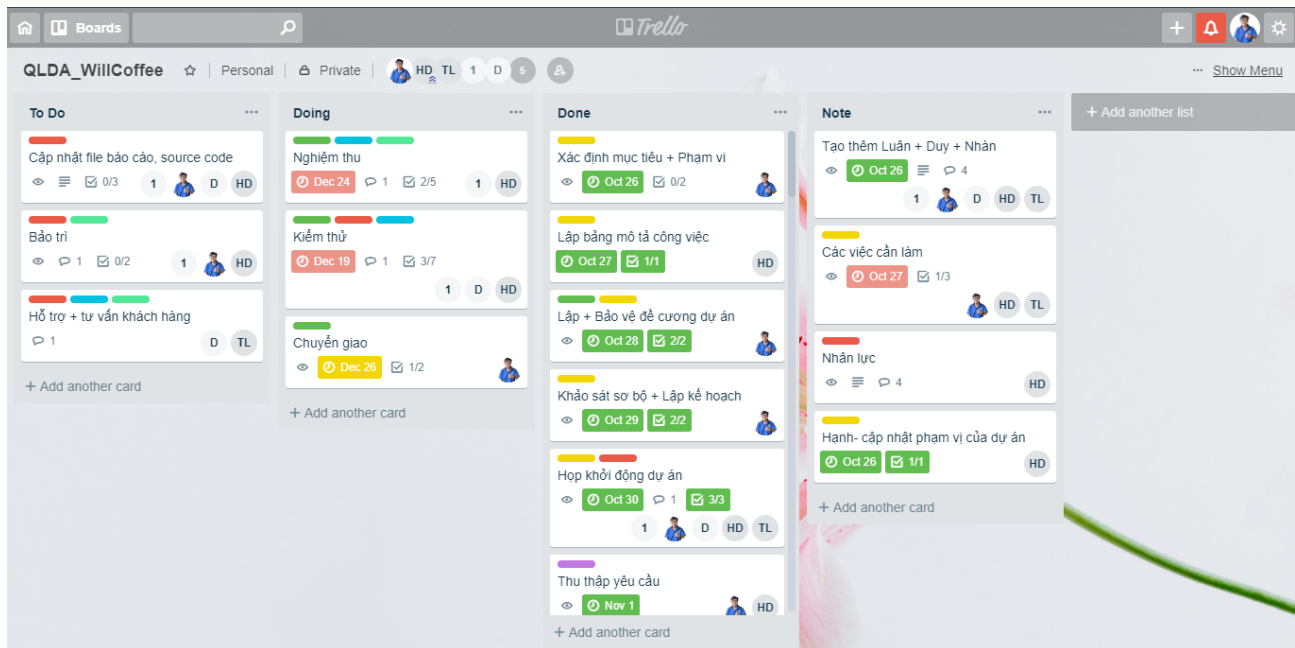 Boards
Trello
QLDA_WillCoffee
Personal
Private
HD TL 1 D 5
Show Menu
To Do
Cập nhật file báo cáo, source code
0/3 1 D HD
Bảo trì
1 0/2 1 HD
Hỗ trợ + tư vấn khách hàng
1 D TL
+ Add another card
Doing
Nghiệm thu
Dec 24 1 2/5 1 HD
Kiểm thử
Dec 19 1 3/7
1 D HD
Chuyển giao
Dec 26 1/2
+ Add another card
Done
Xác định mục tiêu + Phạm vi
Oct 26 0/2
Lập bảng mô tả công việc
Oct 27 1/1 HD
Lập + Bảo vệ đề cương dự án
Oct 28 2/2
Khảo sát sơ bộ + Lập kế hoạch
Oct 29 2/2
Họp khởi động dự án
Oct 30 1 3/3
1 D HD TL
Thu thập yêu cầu
Nov 1 HD
+ Add another card
Note
Tạo thêm Luân + Duy + Nhàn
Oct 26 4
1 D HD TL
Các việc cần làm
Oct 27 1/3
HD TL
Nhân lực
4 HD
Hạnh- cập nhật phạm vị của dự án
Oct 26 1/1 HD
+ Add another card
+ Add another list